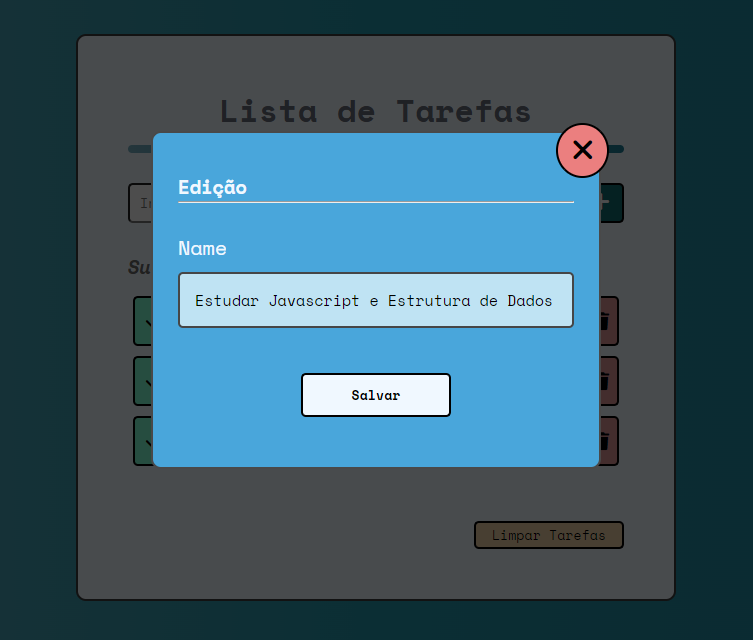 Lista de Tarefas
Edição
Name
Estudar Javascript e Estrutura de Dados
Salvar
Limpar Tarefas